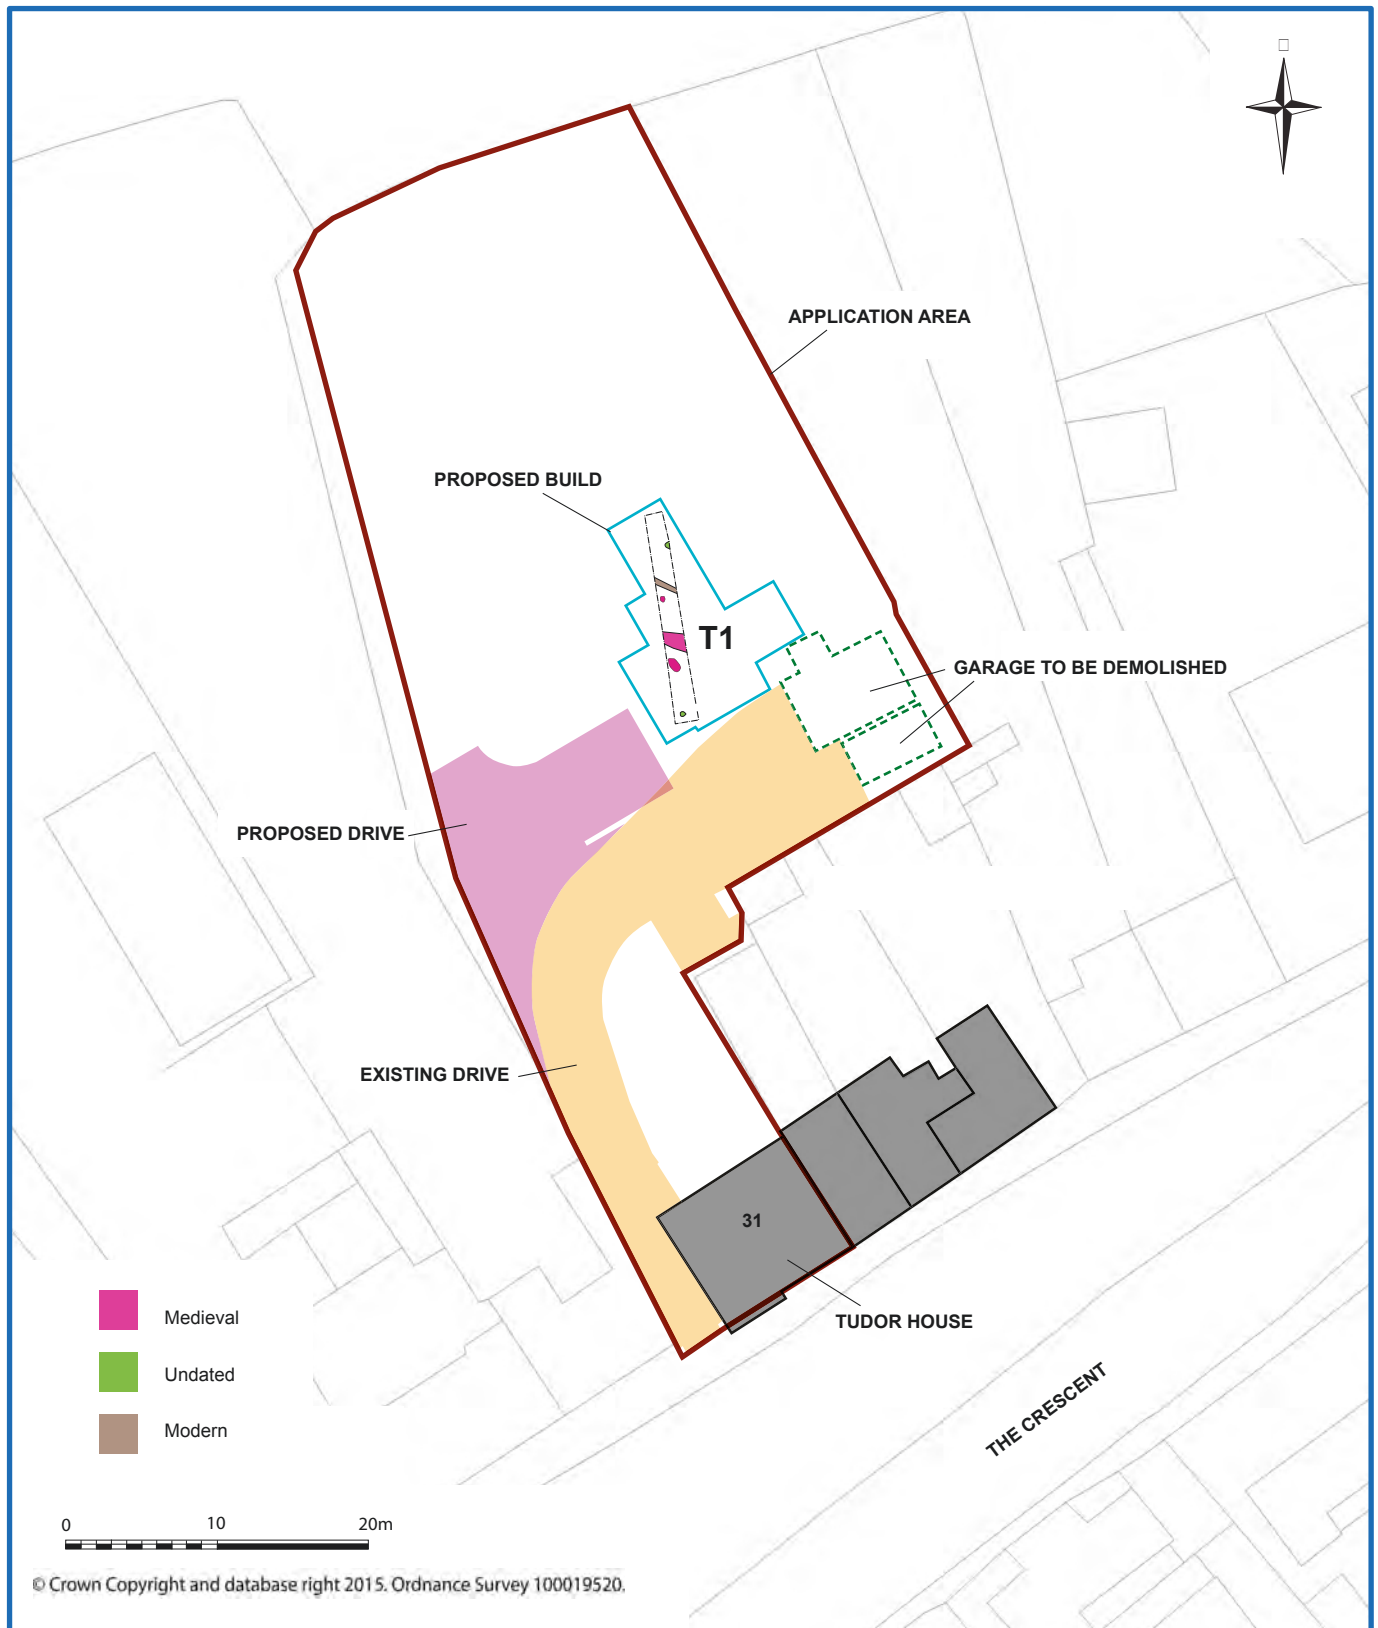 APPLICATION AREA
PROPOSED BUILD
T1
GARAGE TO BE DEMOLISHED
PROPOSED DRIVE
EXISTING DRIVE
31
TUDOR HOUSE
THE CRESCENT
Medieval
Undated
Modern
0 10 20m
© Crown Copyright and database right 2015. Ordnance Survey 100019520.